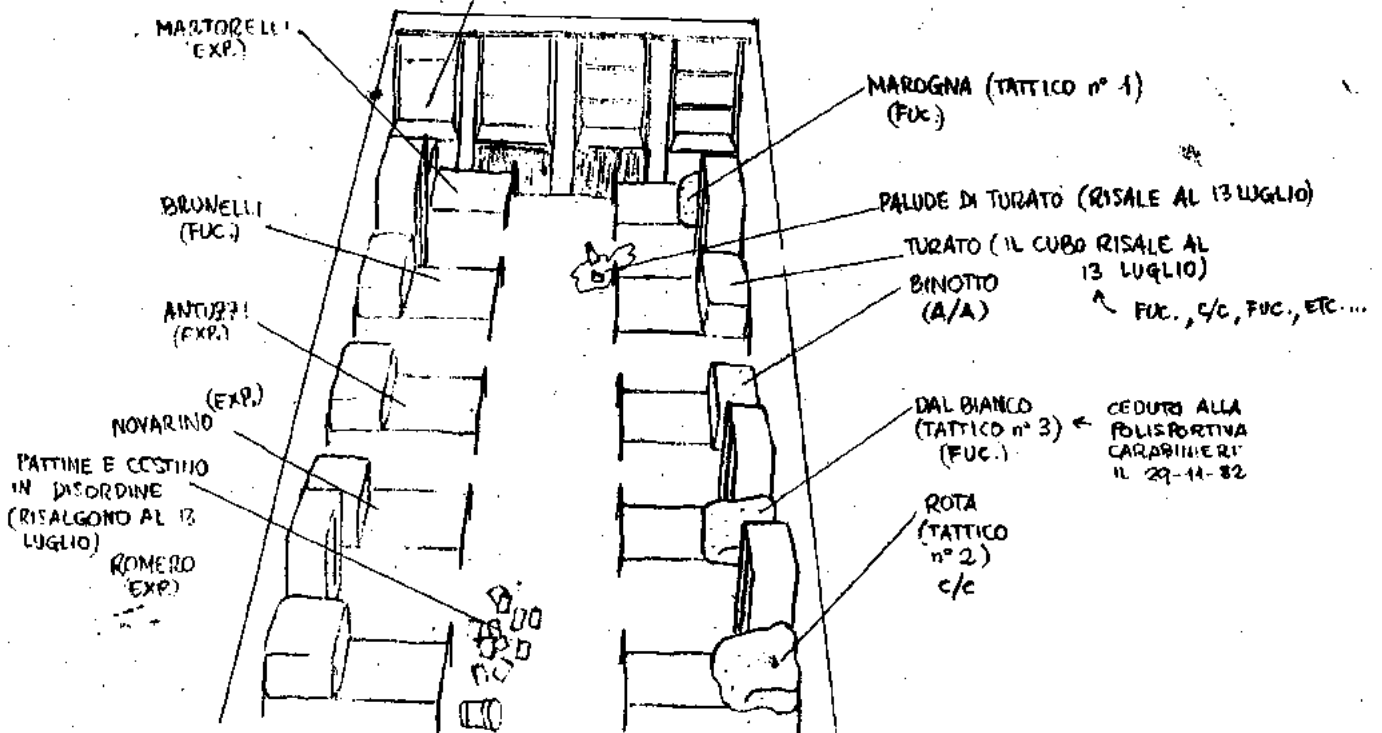 MARTORELLI
(EXP.)
BRUNELLI
(FUC.)
ANTUZZI
(EXP.)
(EXP.)
NOVARINO
PATTINE E CESTINO
IN DISORDINE
(RISALGONO AL 13
LUGLIO)
ROMERO
(EXP.)
MAROGNA (TATTICO n° 1)
(FUC.)
PALUDE DI TURATO (RISALE AL 13 LUGLIO)
TURATO (IL CUBO RISALE AL
13 LUGLIO)
FUC., C/C, FUC., ETC....
BINOTTO
(A/A)
DAL BIANCO
(TATTICO n° 3)
(FUC.)
CEDUTO ALLA
POLISPORTIVA
CARABINIERI
IL 29-11-82
ROTA
(TATTICO
n° 2)
C/C